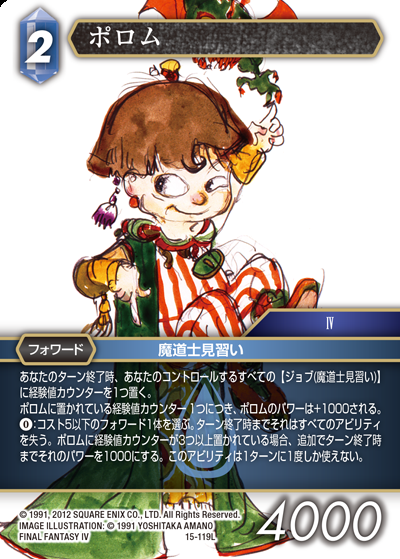 2
ポロム
IV
フォワード
魔道士見習い
あなたのターン終了時、あなたのコントロールするすべての【ジョブ(魔道士見習い)】
に経験値カウンターを1つ置く。
ポロムに置かれている経験値カウンター1つにつき、ポロムのパワーは+1000される。
0:コスト5以下のフォワード1体を選ぶ。ターン終了時までそれはすべてのアビリティ
を失う。ポロムに経験値カウンターが3つ以上置かれている場合、追加でターン終了時
までそれのパワーを1000にする。このアビリティは1ターンに1度しか使えない。
© 1991, 2012 SQUARE ENIX CO., LTD. All Rights Reserved.
IMAGE ILLUSTRATION: © 1991 YOSHITAKA AMANO
FINAL FANTASY IV
15-119L
4000